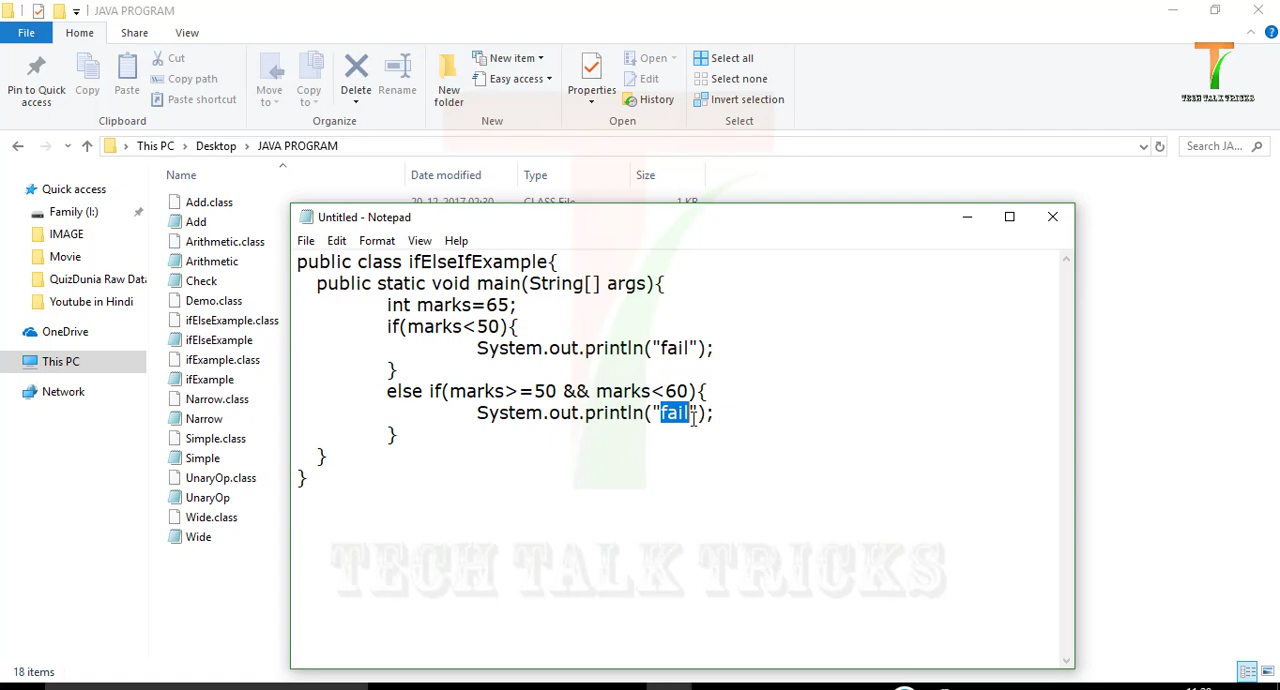 JAVA PROGRAM
File Home Share View
Pin to Quick access
Copy
Paste
Cut
Copy path
Paste shortcut
Clipboard
Move to
Copy to
Delete
Rename
Organize
New folder
New item
Easy access
New
Properties
Open
Edit
History
Open
Select all
Select none
Invert selection
Select
TECH TALK TRICKS
This PC > Desktop > JAVA PROGRAM
Search JA...
Name Date modified Type Size
Quick access
Family (I:)
IMAGE
Movie
QuizDunia Raw Data
Youtube in Hindi
OneDrive
This PC
Network
Add.class
Add
Arithmetic.class
Arithmetic
Check
Demo.class
ifElseExample.class
ifElseExample
ifExample.class
ifExample
Narrow.class
Narrow
Simple.class
Simple
UnaryOp.class
UnaryOp
Wide.class
Wide
Untitled - Notepad
File Edit Format View Help
public class ifElseIfExample{
public static void main(String[] args){
int marks=65;
if(marks<50){
System.out.println("fail");
}
else if(marks>=50 && marks<60){
System.out.println("fail");
}
}
}
TECH TALK TRICKS
18 items